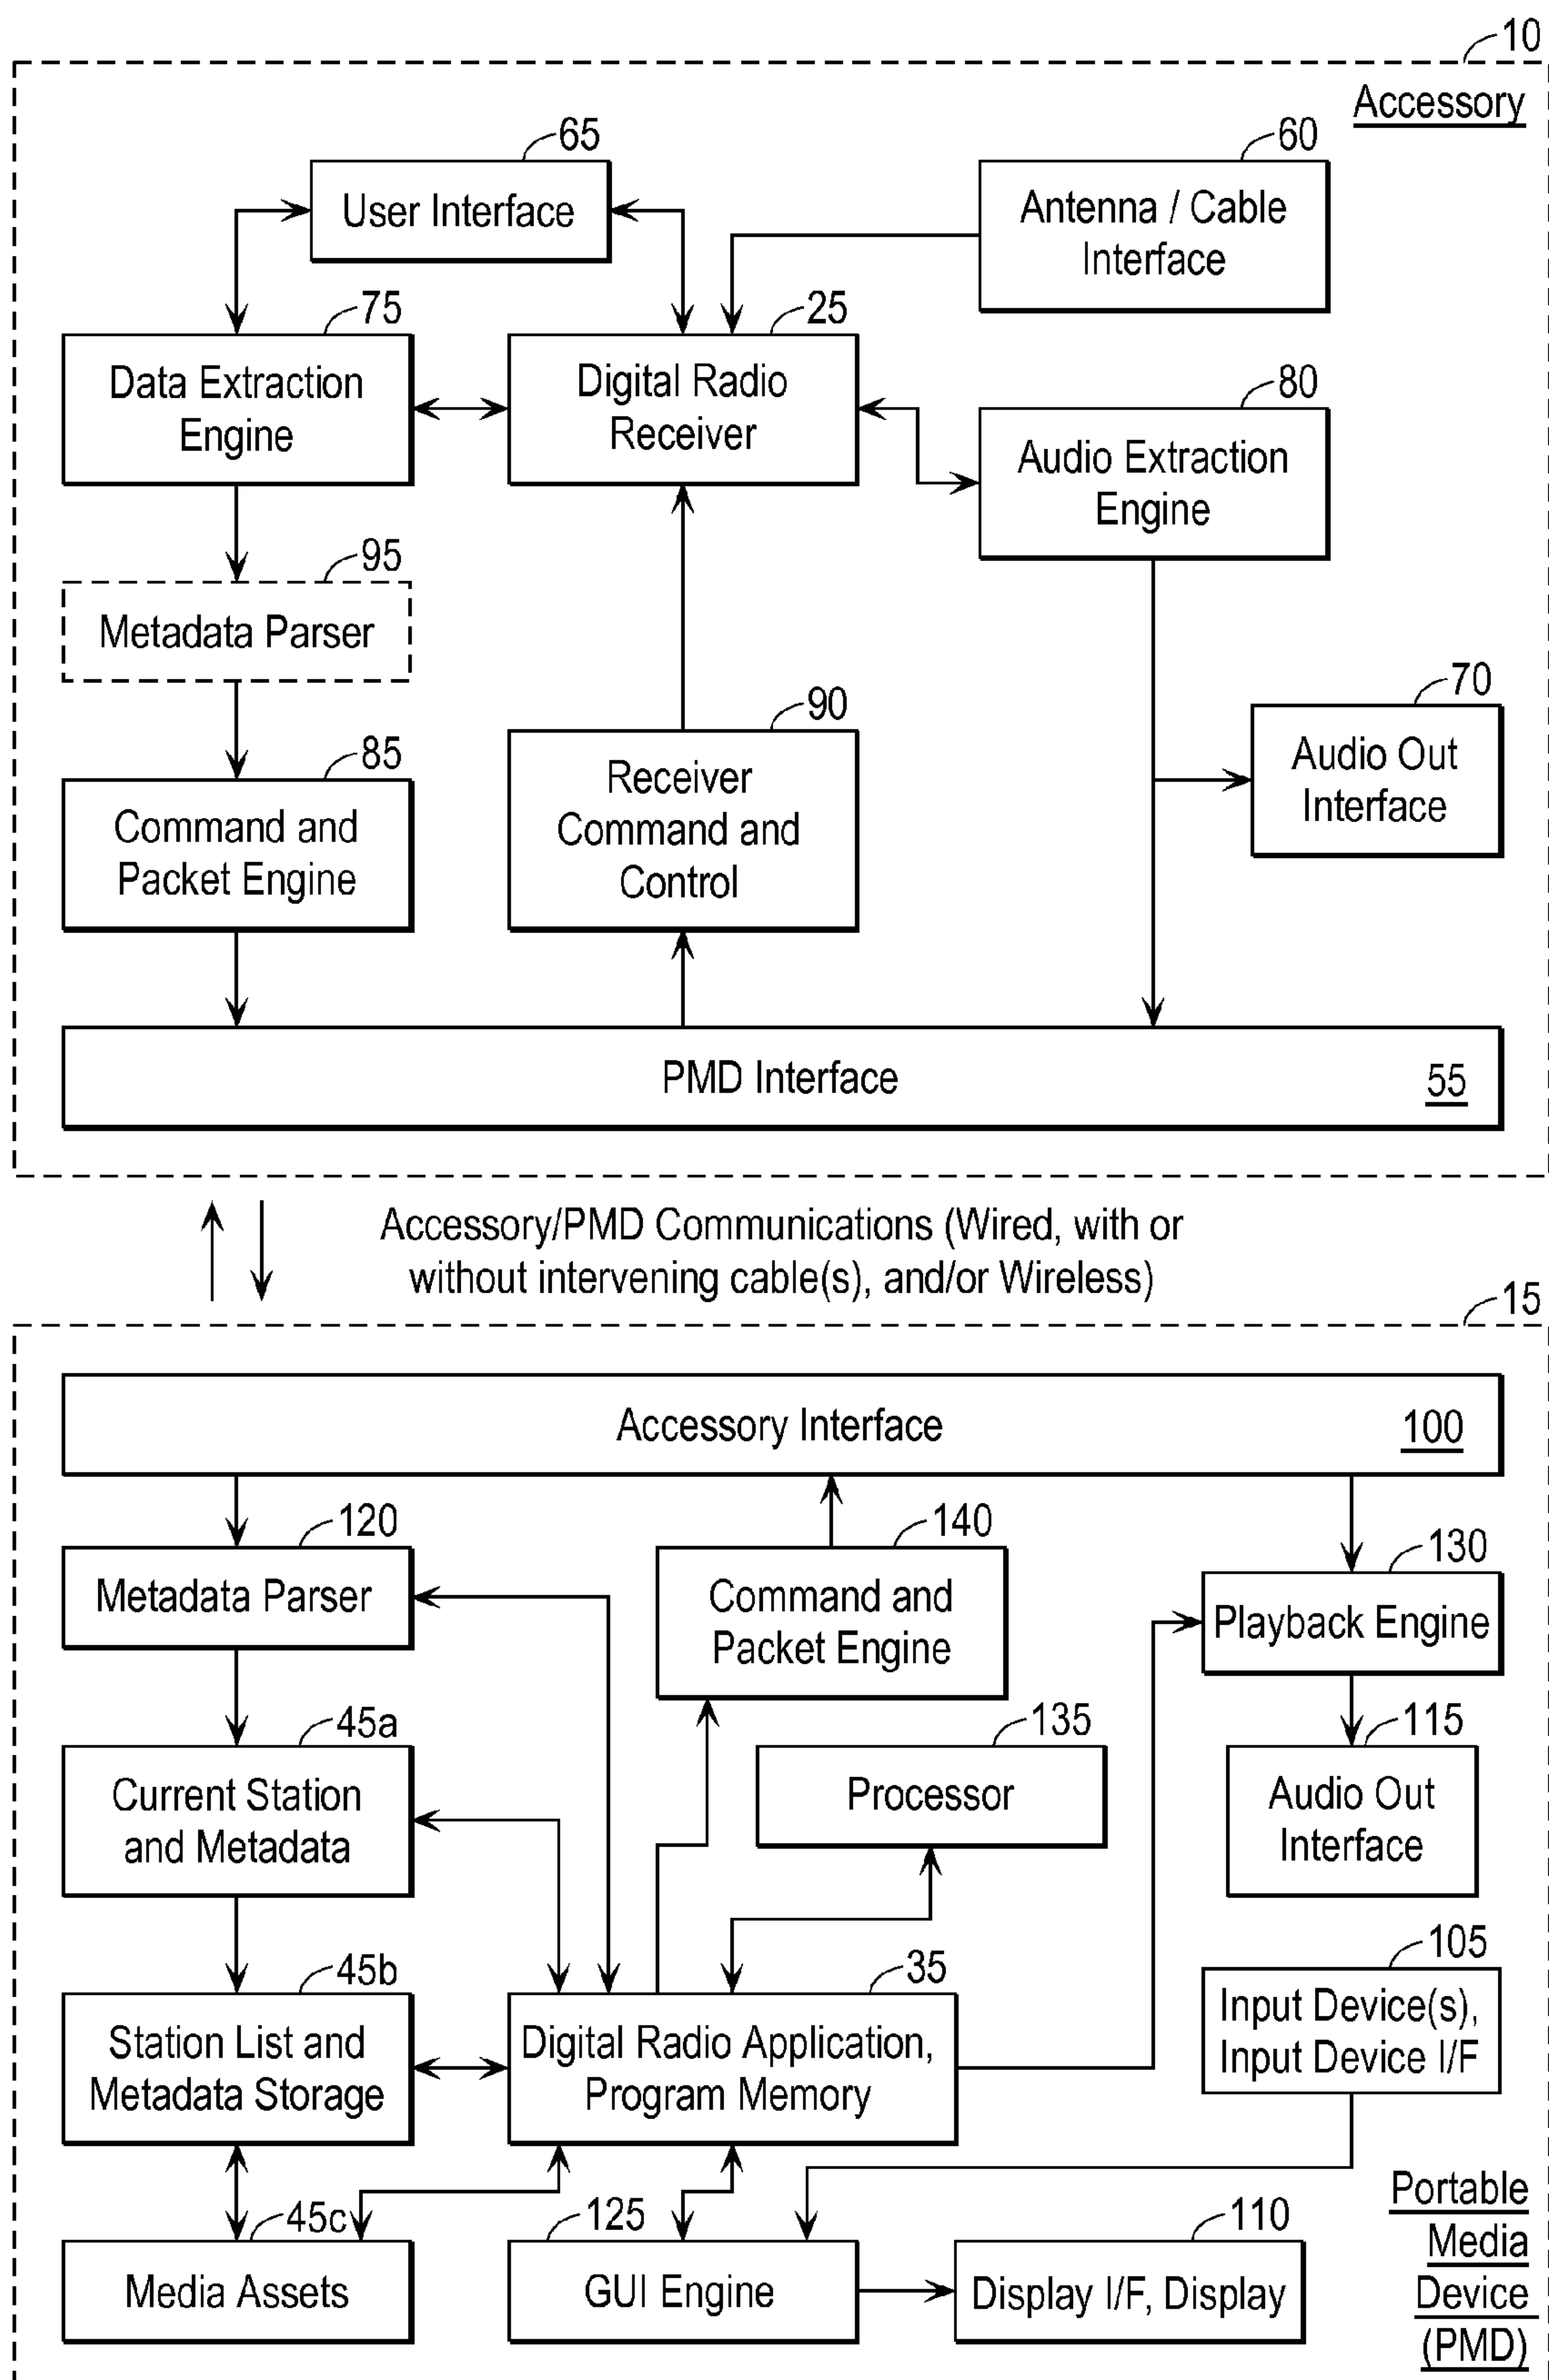 10
Accessory
65
User Interface
60
Antenna / Cable
Interface
75
Data Extraction
Engine
25
Digital Radio
Receiver
80
Audio Extraction
Engine
95
Metadata Parser
70
Audio Out
Interface
90
Receiver
Command and
Control
85
Command and
Packet Engine
PMD Interface
55
Accessory/PMD Communications (Wired, with or
without intervening cable(s), and/or Wireless)
15
Accessory Interface
100
120
Metadata Parser
140
Command and
Packet Engine
130
Playback Engine
45a
Current Station
and Metadata
135
Processor
115
Audio Out
Interface
45b
Station List and
Metadata Storage
35
Digital Radio Application,
Program Memory
105
Input Device(s),
Input Device I/F
45c
Media Assets
125
GUI Engine
110
Display I/F, Display
Portable
Media
Device
(PMD)